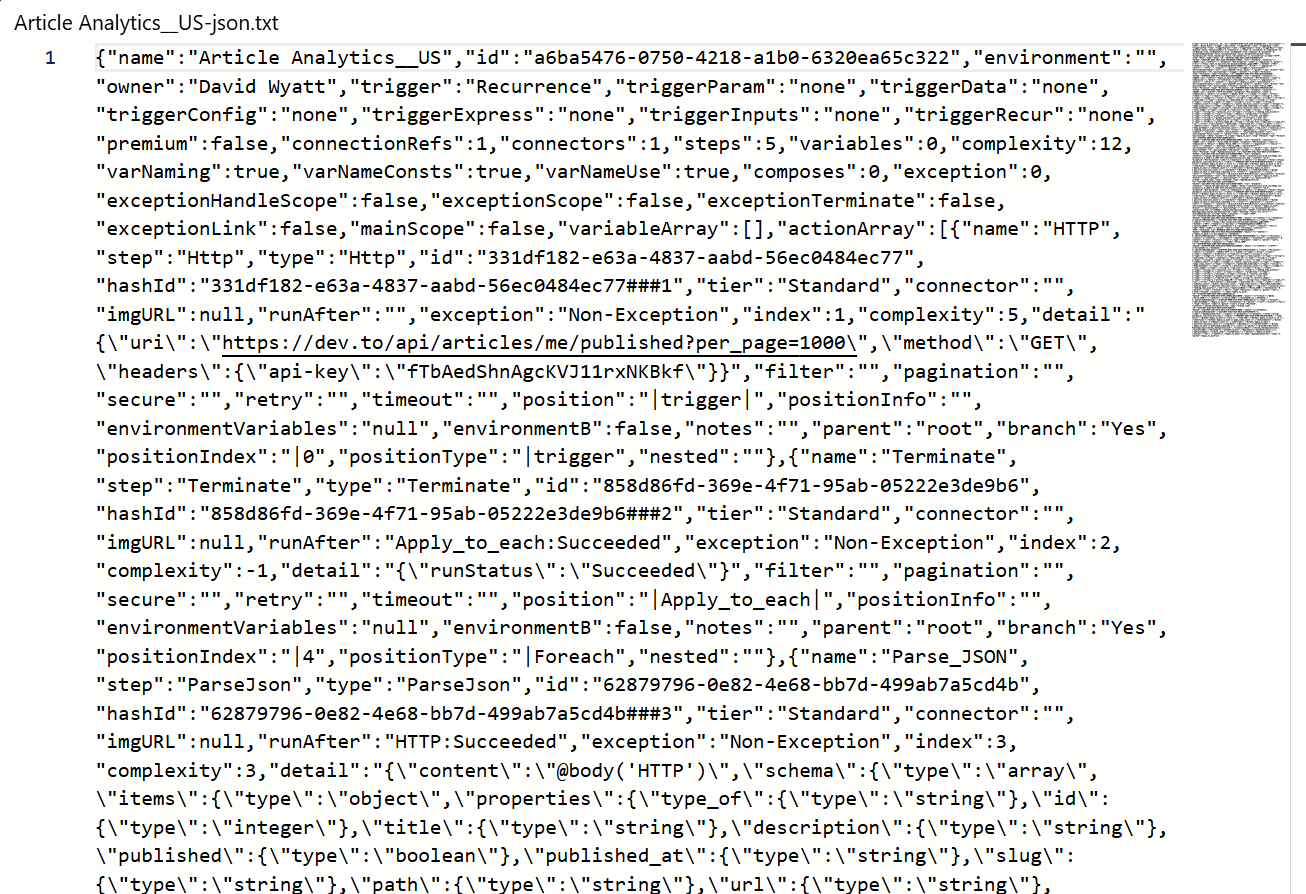 Article Analytics__US-json.txt
1 {"name":"Article Analytics__US","id":"a6ba5476-0750-4218-a1b0-6320ea65c322","environment":"",
"owner":"David Wyatt","trigger":"Recurrence","triggerParam":"none","triggerData":"none",
"triggerConfig":"none","triggerExpress":"none","triggerInputs":"none","triggerRecur":"none",
"premium":false,"connectionRefs":1,"connectors":1,"steps":5,"variables":0,"complexity":12,
"varNaming":true,"varNameConsts":true,"varNameUse":true,"composes":0,"exception":0,
"exceptionHandleScope":false,"exceptionScope":false,"exceptionTerminate":false,
"exceptionLink":false,"mainScope":false,"variableArray":[],"actionArray":[{"name":"HTTP",
"step":"Http","type":"Http","id":"331df182-e63a-4837-aabd-56ec0484ec77",
"hashId":"331df182-e63a-4837-aabd-56ec0484ec77###1","tier":"Standard","connector":"",
"imgURL":null,"runAfter":"","exception":"Non-Exception","index":1,"complexity":5,"detail":"
{\"uri\":\"https://dev.to/api/articles/me/published?per_page=1000\",\"method\":\"GET\",
\"headers\":{\"api-key\":\"fTbAedShnAgcKVJ11rxNKBkf\"}}","filter":"","pagination":"",
"secure":"","retry":"","timeout":"","position":"|trigger|","positionInfo":"",
"environmentVariables":"null","environmentB":false,"notes":"","parent":"root","branch":"Yes",
"positionIndex":"|0","positionType":"|trigger","nested":""},{"name":"Terminate",
"step":"Terminate","type":"Terminate","id":"858d86fd-369e-4f71-95ab-05222e3de9b6",
"hashId":"858d86fd-369e-4f71-95ab-05222e3de9b6###2","tier":"Standard","connector":"",
"imgURL":null,"runAfter":"Apply_to_each:Succeeded","exception":"Non-Exception","index":2,
"complexity":-1,"detail":"{\"runStatus\":\"Succeeded\"}","filter":"","pagination":"",
"secure":"","retry":"","timeout":"","position":"|Apply_to_each|","positionInfo":"",
"environmentVariables":"null","environmentB":false,"notes":"","parent":"root","branch":"Yes",
"positionIndex":"|4","positionType":"|Foreach","nested":""},{"name":"Parse_JSON",
"step":"ParseJson","type":"ParseJson","id":"62879796-0e82-4e68-bb7d-499ab7a5cd4b",
"hashId":"62879796-0e82-4e68-bb7d-499ab7a5cd4b###3","tier":"Standard","connector":"",
"imgURL":null,"runAfter":"HTTP:Succeeded","exception":"Non-Exception","index":3,
"complexity":3,"detail":"{\"content\":\"@body('HTTP')\",\"schema\":{\"type\":\"array\",
\"items\":{\"type\":\"object\",\"properties\":{\"type_of\":{\"type\":\"string\"},\"id\":
{\"type\":\"integer\"},\"title\":{\"type\":\"string\"},\"description\":{\"type\":\"string\"},
\"published\":{\"type\":\"boolean\"},\"published_at\":{\"type\":\"string\"},\"slug\":
{\"type\":\"string\"},\"path\":{\"type\":\"string\"},\"url\":{\"type\":\"string\"},